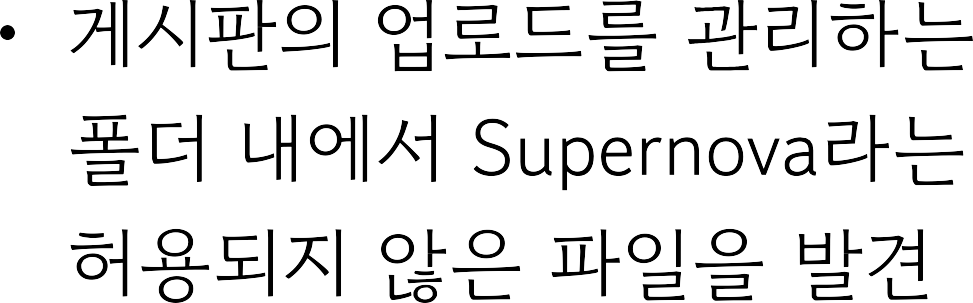 • 게시판의 업로드를 관리하는
폴더 내에서 Supernova라는
허용되지 않은 파일을 발견